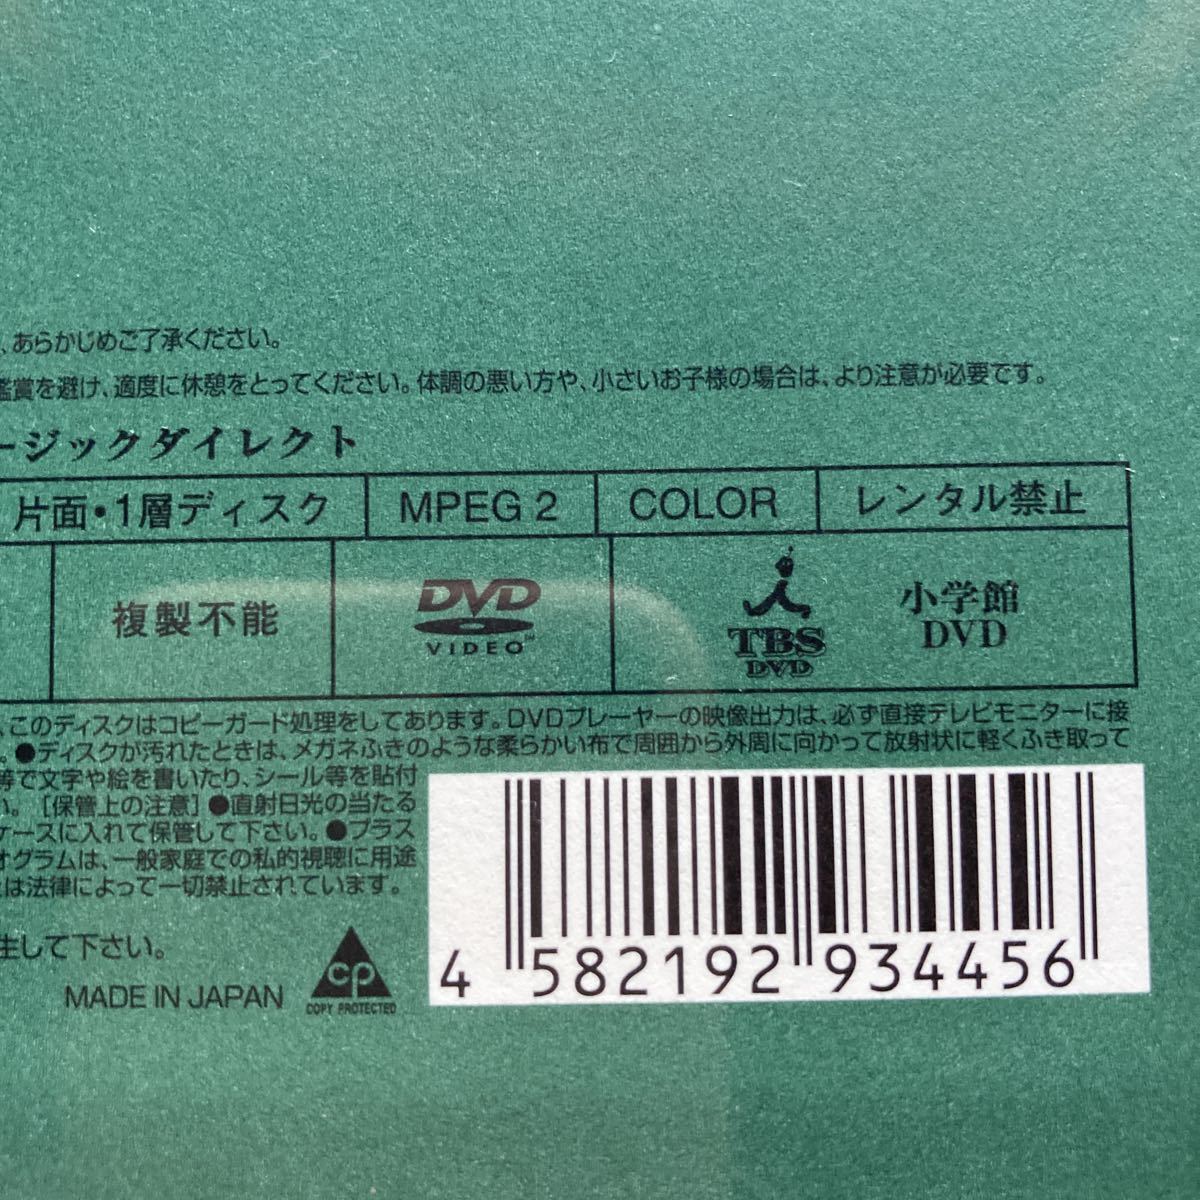 、あらかじめご了承ください。
鑑賞を避け、適度に休憩をとってください。体調の悪い方や、小さいお子様の場合は、より注意が必要です。
ージックダイレクト
片面・1層ディスク
MPEG 2
COLOR
レンタル禁止
複製不能
DVD
VIDEO
TM
TBS
DVD
小学館
DVD
、このディスクはコピーガード処理をしてあります。DVDプレーヤーの映像出力は、必ず直接テレビモニターに接
。●ディスクが汚れたときは、メガネふきのような柔らかい布で周囲から外周に向かって放射状に軽くふき取って
等で文字や絵を書いたり、シール等を貼付
い。［保管上の注意］●直射日光の当たる
ケースに入れて保管して下さい。●プラス
オグラムは、一般家庭での私的視聴に用途
は法律によって一切禁止されています。
生して下さい。
MADE IN JAPAN
cp
COPY PROTECTED
4 582192 934456